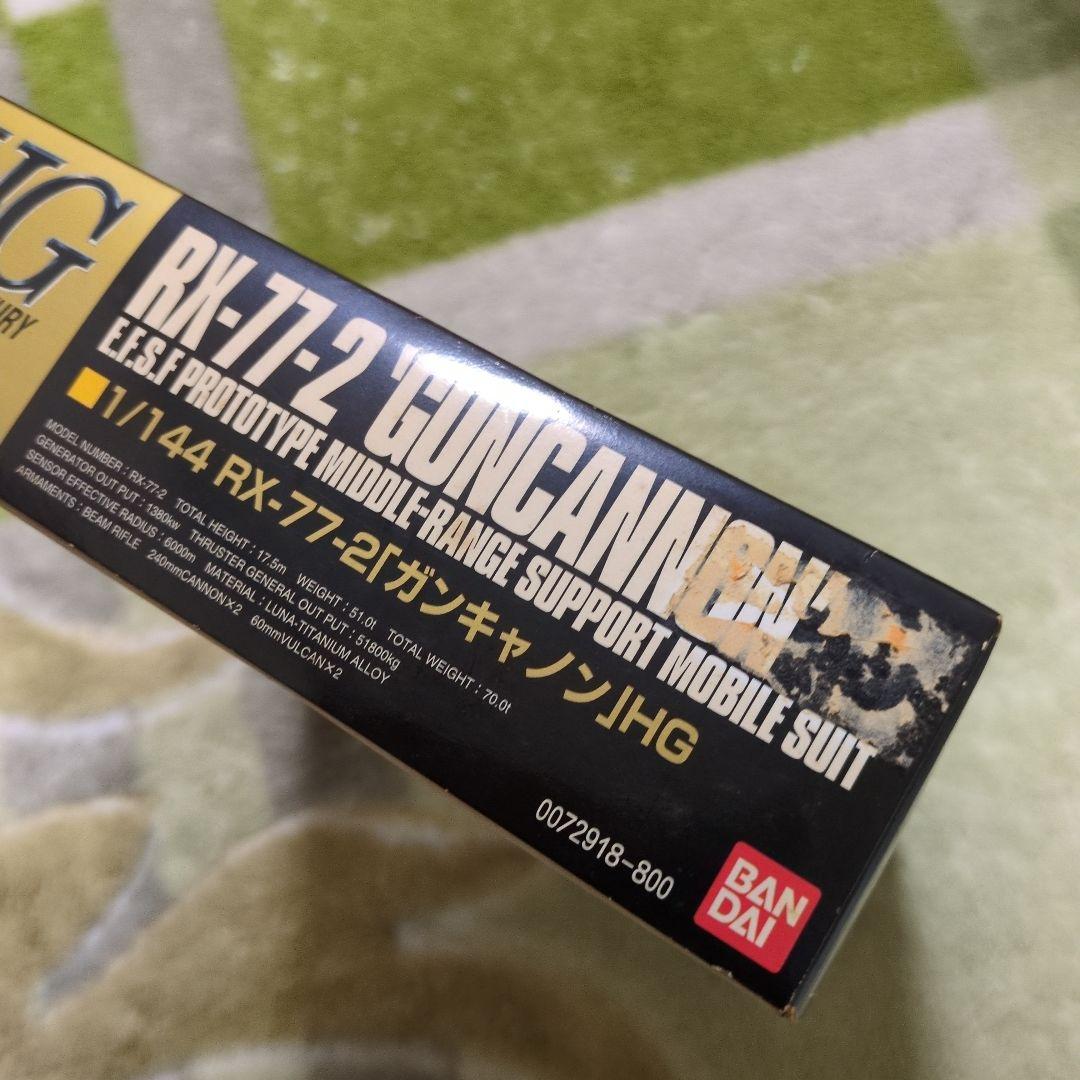 HG
RX-77-2 "GUNCANNON"
E.F.S.F PROTOTYPE MIDDLE-RANGE SUPPORT MOBILE SUIT
1/144 RX-77-2「ガンキャノン」HG
MODEL NUMBER : RX-77-2 TOTAL HEIGHT : 17.5m WEIGHT : 51.0t TOTAL WEIGHT : 70.0t
GENERATOR OUT PUT : 1380kw THRUSTER GENERAL OUT PUT : 51800kg
SENSOR EFFECTIVE RADIUS : 6000m MATERIAL : LUNA-TITANIUM ALLOY
ARMAMENTS : BEAM RIFLE 240mmCANNON×2 60mmVULCAN×2
0072918-800
BAN
DAI